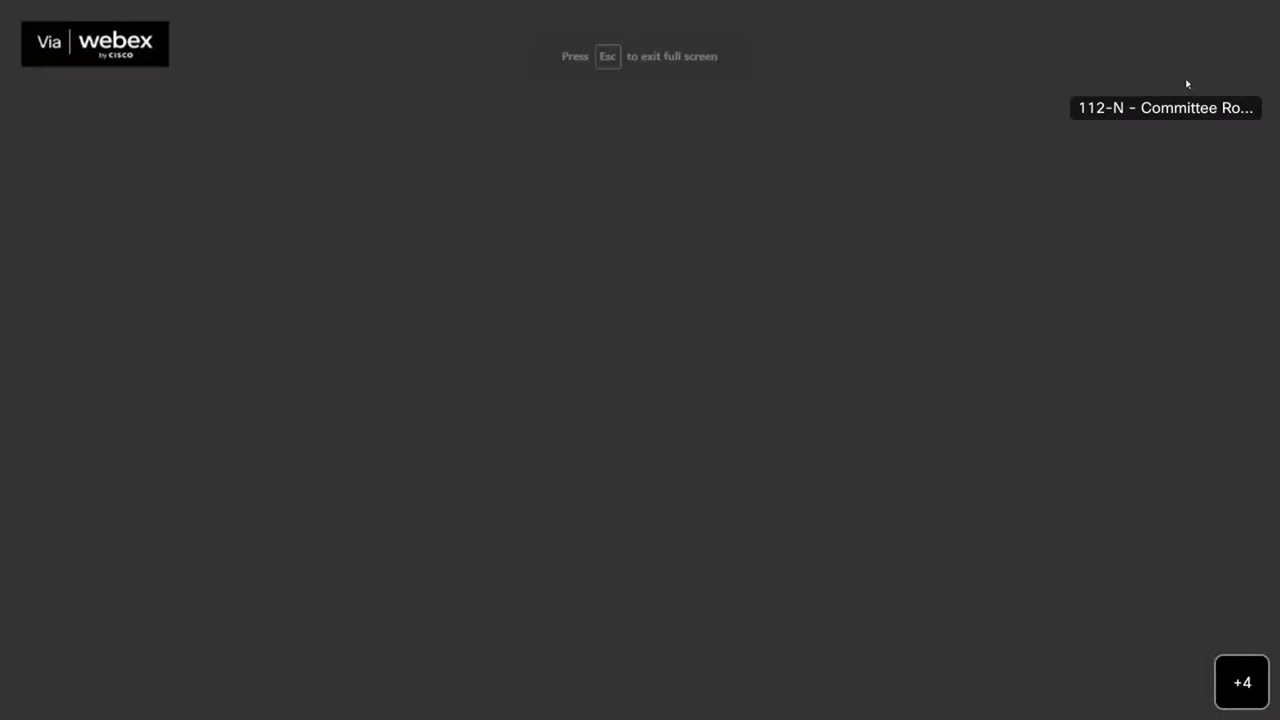 Via | webex
by CISCO
Press Esc to exit full screen
112-N - Committee Ro...
+4